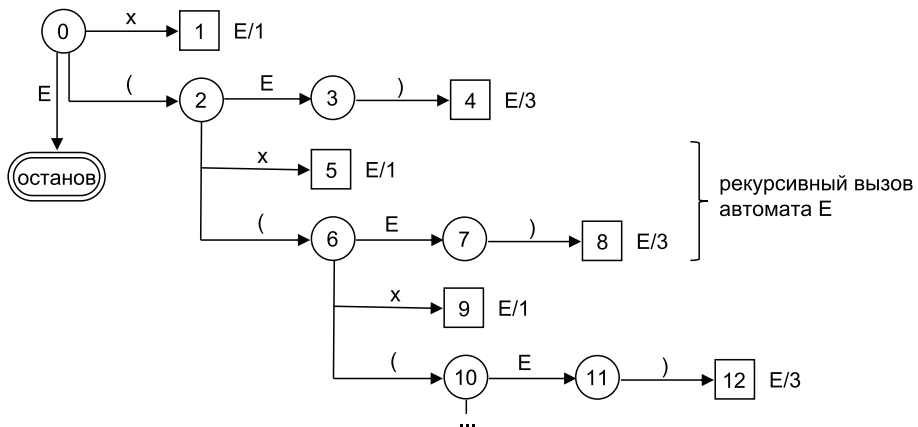 0 x 1 E/1
E ( 2 E 3 ) 4 E/3
останов
x 5 E/1
рекурсивный вызов
автомата E
( 6 E 7 ) 8 E/3
x 9 E/1
( 10 E 11 ) 12 E/3
...